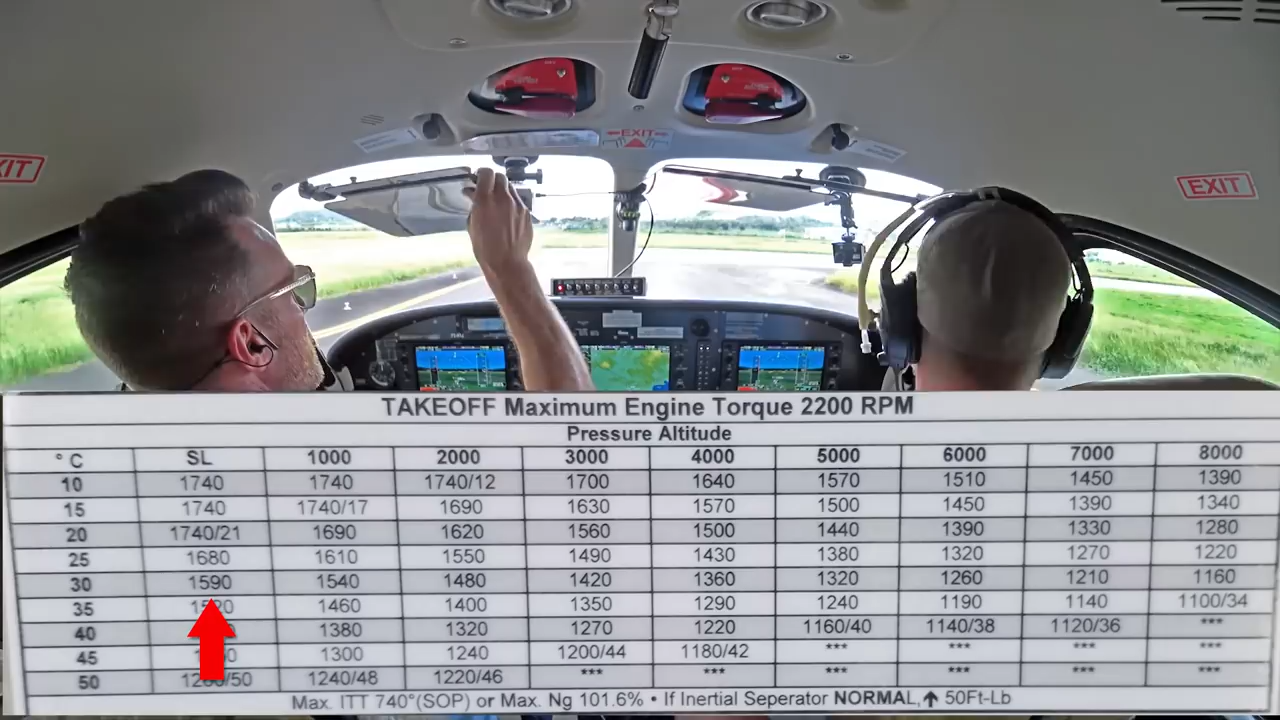 EXIT
EXIT
EXIT
TAKEOFF Maximum Engine Torque 2200 RPM
Pressure Altitude
° C SL 1000 2000 3000 4000 5000 6000 7000 8000
10 1740 1740 1740/12 1700 1640 1570 1510 1450 1390
15 1740 1740/17 1690 1630 1570 1500 1450 1390 1340
20 1740/21 1690 1620 1560 1500 1440 1390 1330 1280
25 1680 1610 1550 1490 1430 1380 1320 1270 1220
30 1590 1540 1480 1420 1360 1320 1260 1210 1160
35 1460 1400 1350 1290 1240 1190 1140 1100/34
40 1380 1320 1270 1220 1160/40 1140/38 1120/36 ***
45 1300 1240 1200/44 1180/42 *** *** *** ***
50 1240/48 1220/46 *** *** *** *** *** ***
Max. ITT 740°(SOP) or Max. Ng 101.6% • If Inertial Seperator NORMAL,↑ 50Ft-Lb